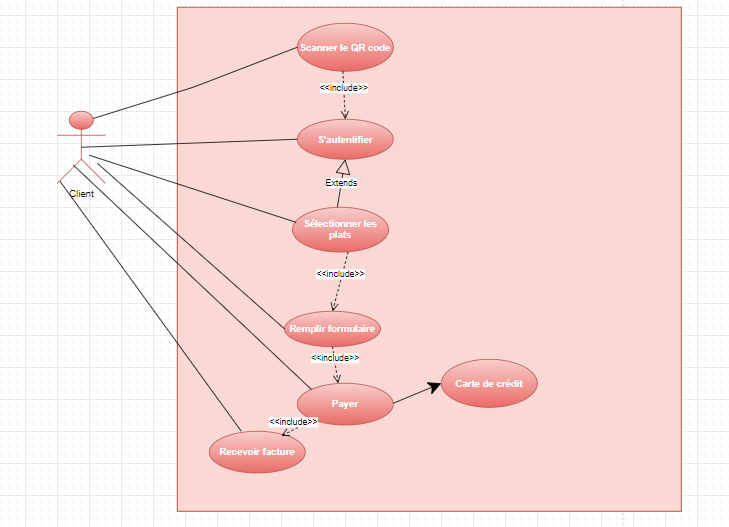 Scanner le QR code
<<include>>
S'autentifier
Extends
Client
Sélectionner les
plats
<<include>>
Remplir formulaire
<<include>>
Carte de crédit
Payer
<<include>>
Recevoir facture